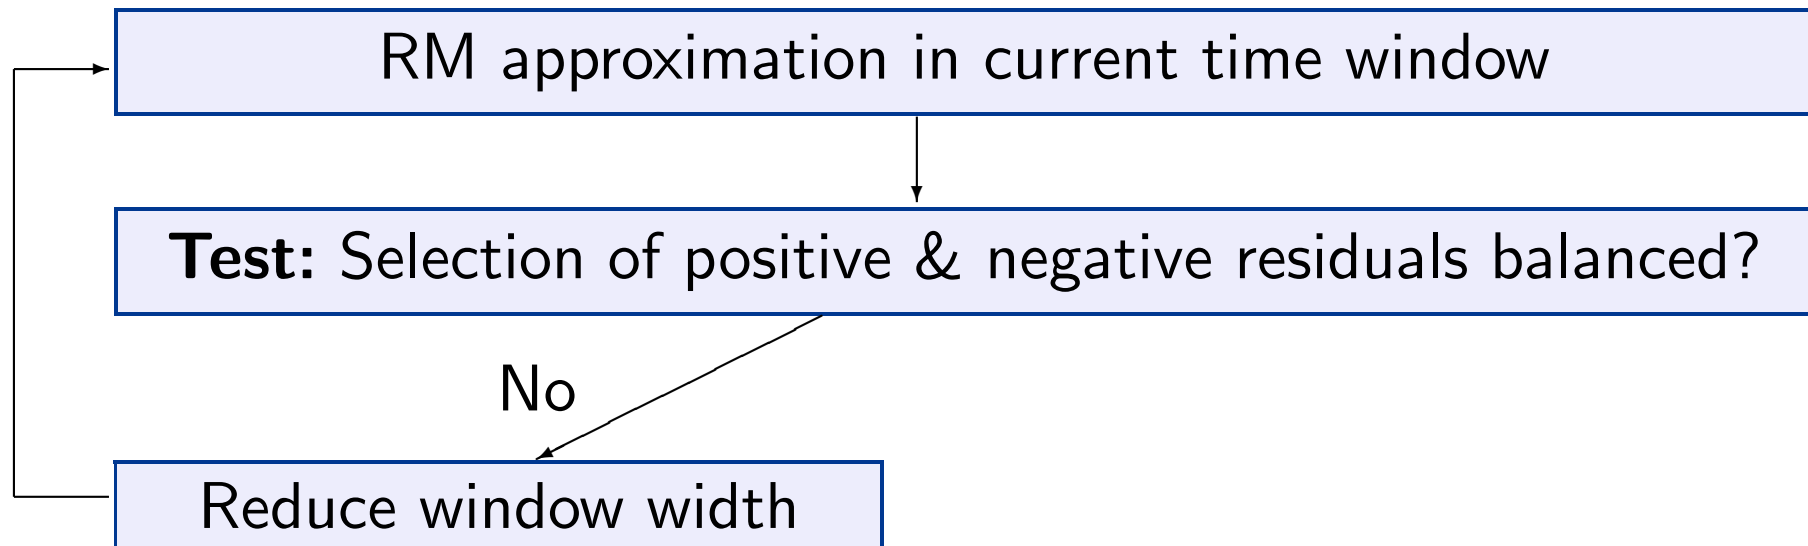 RM approximation in current time window
Test: Selection of positive & negative residuals balanced?
No
Reduce window width